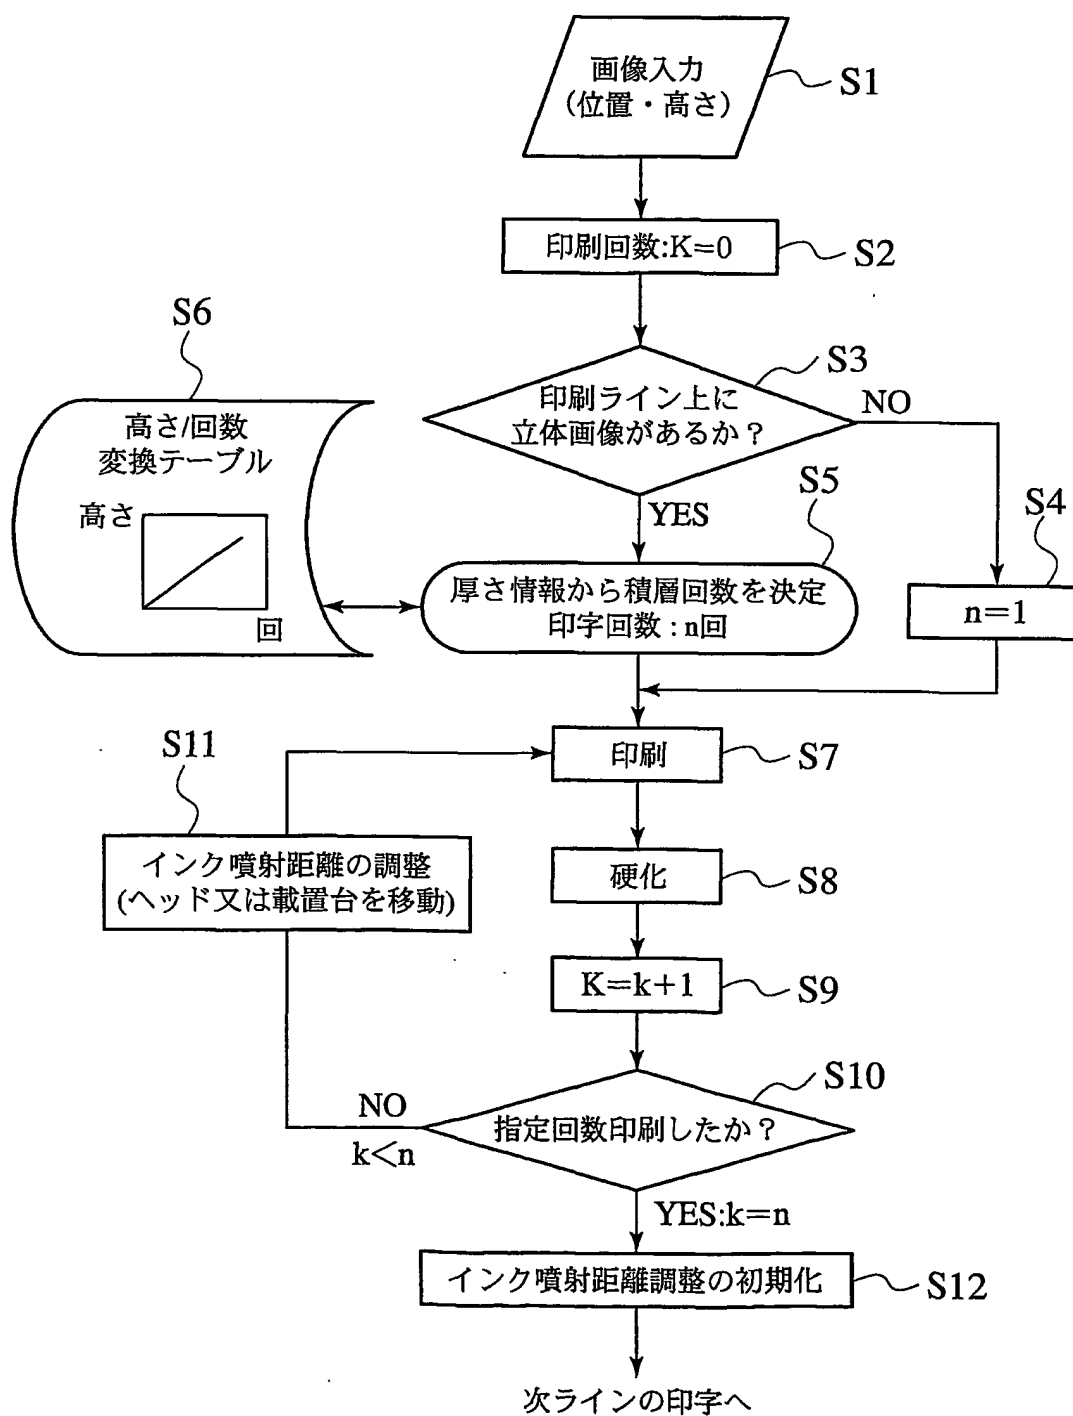 画像入力
(位置・高さ)
S1
印刷回数:K=0
S2
S6
S3
印刷ライン上に
立体画像があるか？
NO
高さ/回数
変換テーブル
高さ
回
YES
S5
S4
厚さ情報から積層回数を決定
印字回数：n回
n=1
S11
印刷
S7
インク噴射距離の調整
(ヘッド又は載置台を移動)
硬化
S8
K=k+1
S9
S10
NO
k<n
指定回数印刷したか？
YES:k=n
インク噴射距離調整の初期化
S12
次ラインの印字へ